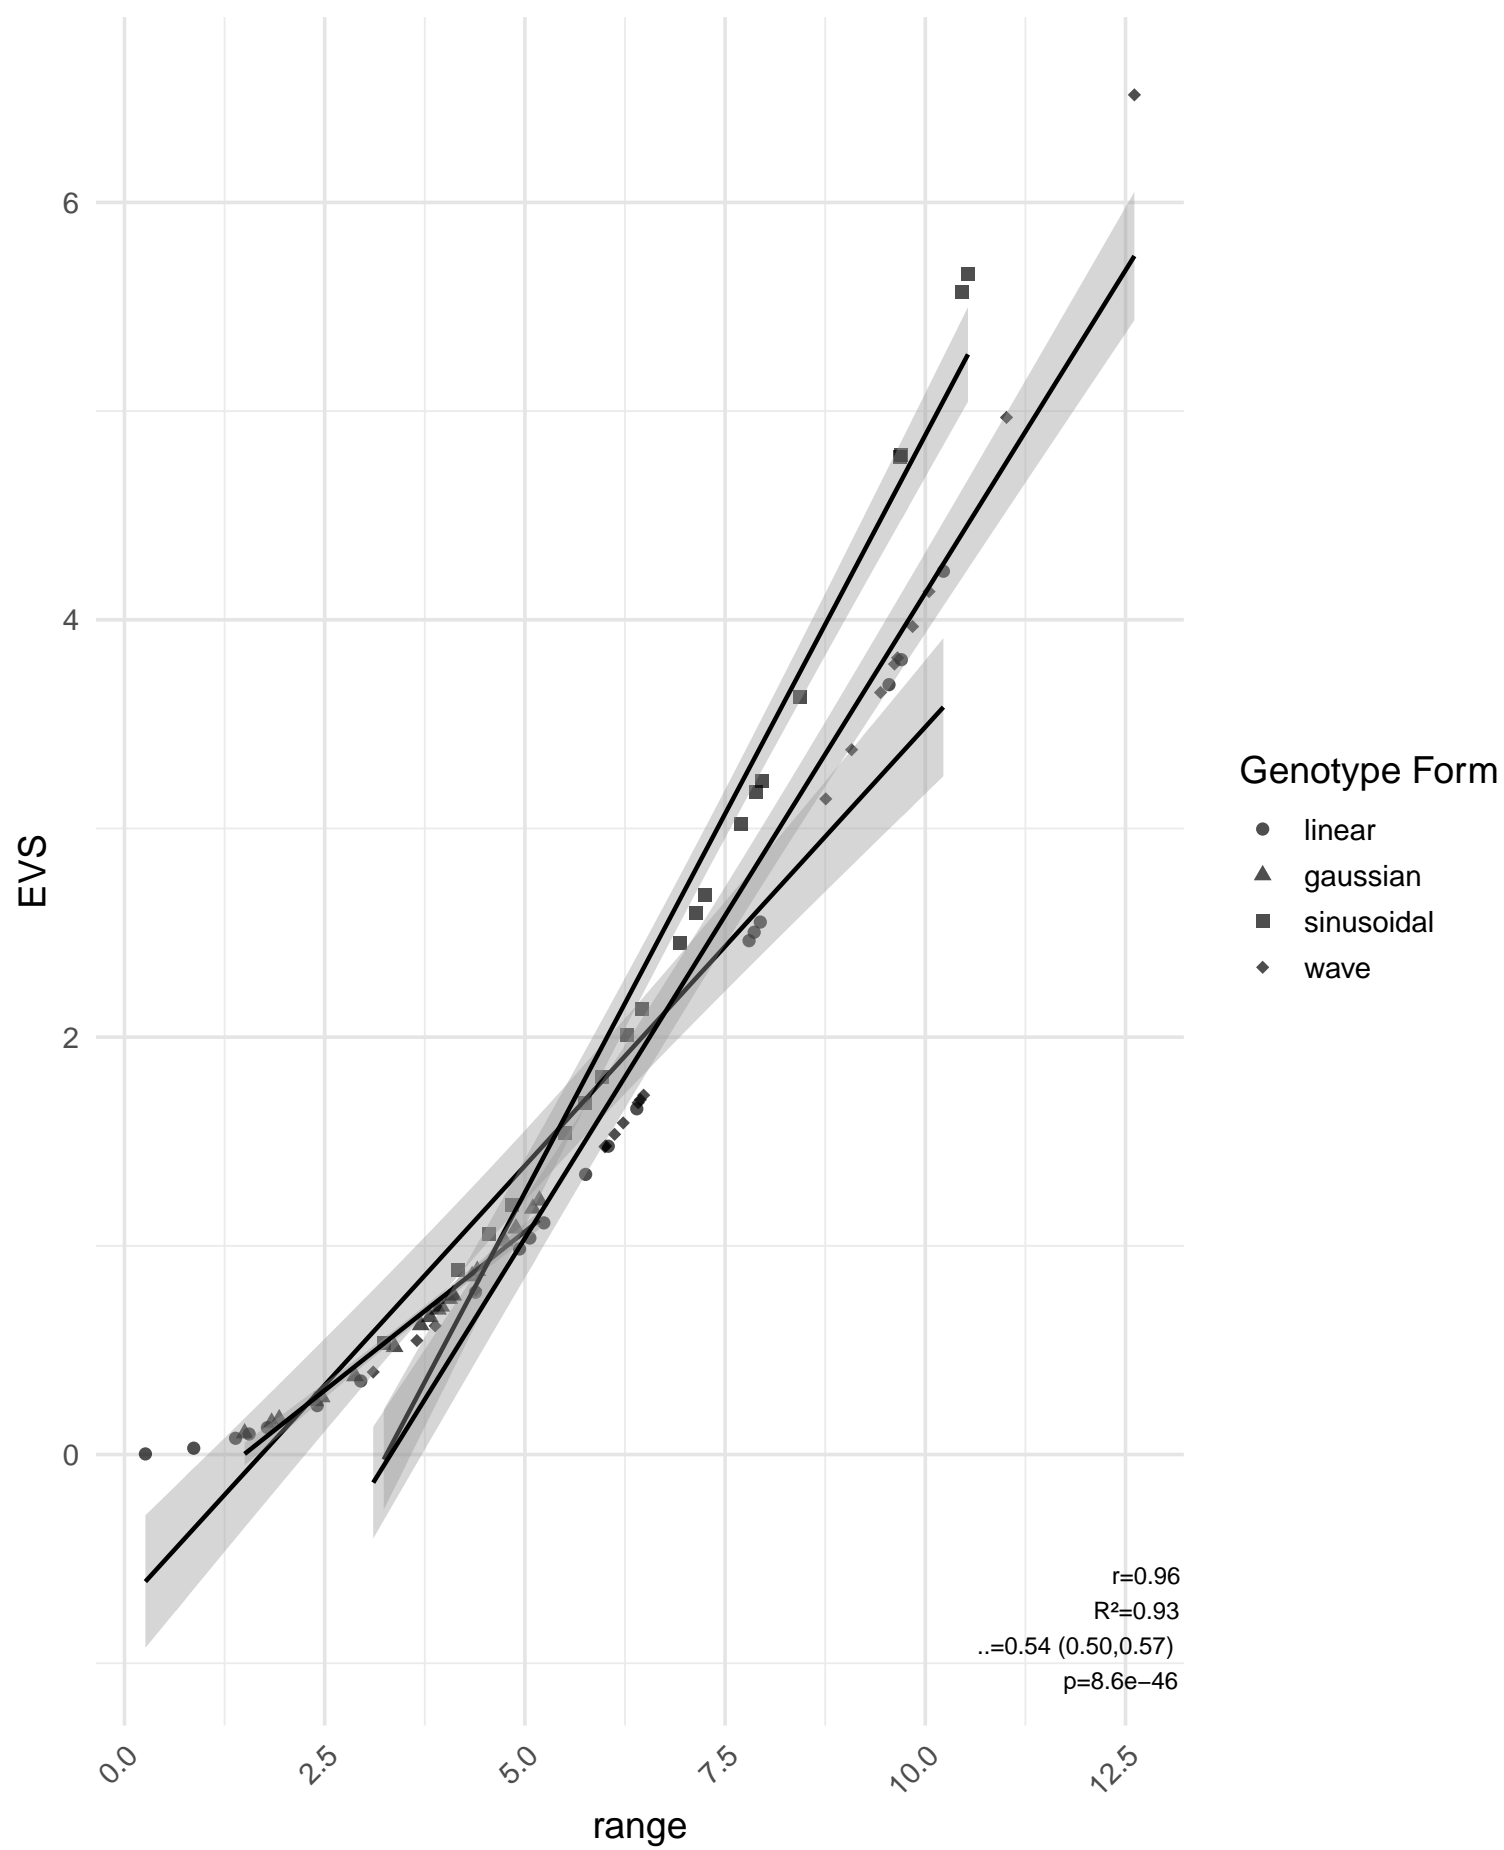 6
4
2
0
EVS
0.0
2.5
5.0
7.5
10.0
12.5
range
Genotype Form
linear
gaussian
sinusoidal
wave
r=0.96
R²=0.93
..=0.54 (0.50,0.57)
p=8.6e−46